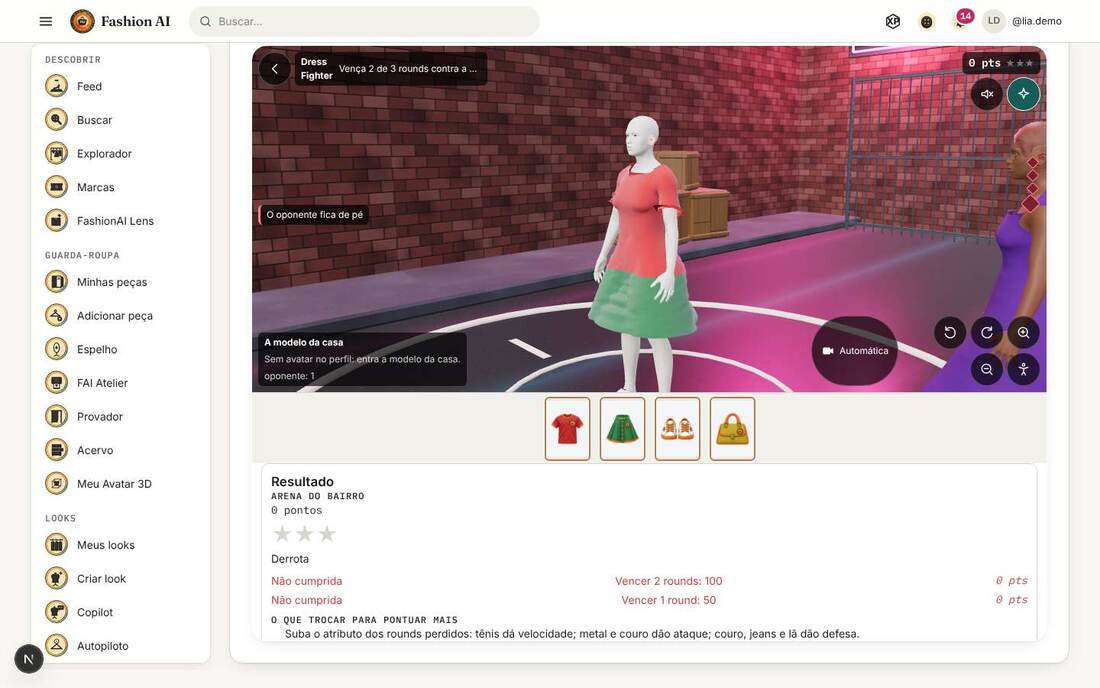 Fashion AI
Buscar...
XP
14
LD
@lia.demo
DESCOBRIR
Feed
Buscar
Explorador
Marcas
FashionAI Lens
GUARDA-ROUPA
Minhas peças
Adicionar peça
Espelho
FAI Atelier
Provador
Acervo
Meu Avatar 3D
LOOKS
Meus looks
Criar look
Copilot
Autopiloto
N
Dress
Fighter
Vença 2 de 3 rounds contra a ...
0 pts ★★★
O oponente fica de pé
A modelo da casa
Sem avatar no perfil: entra a modelo da casa.
oponente: 1
Automática
Resultado
ARENA DO BAIRRO
0 pontos
★★★
Derrota
Não cumprida Vencer 2 rounds: 100 0 pts
Não cumprida Vencer 1 round: 50 0 pts
O QUE TROCAR PARA PONTUAR MAIS
Suba o atributo dos rounds perdidos: tênis dá velocidade; metal e couro dão ataque; couro, jeans e lã dão defesa.